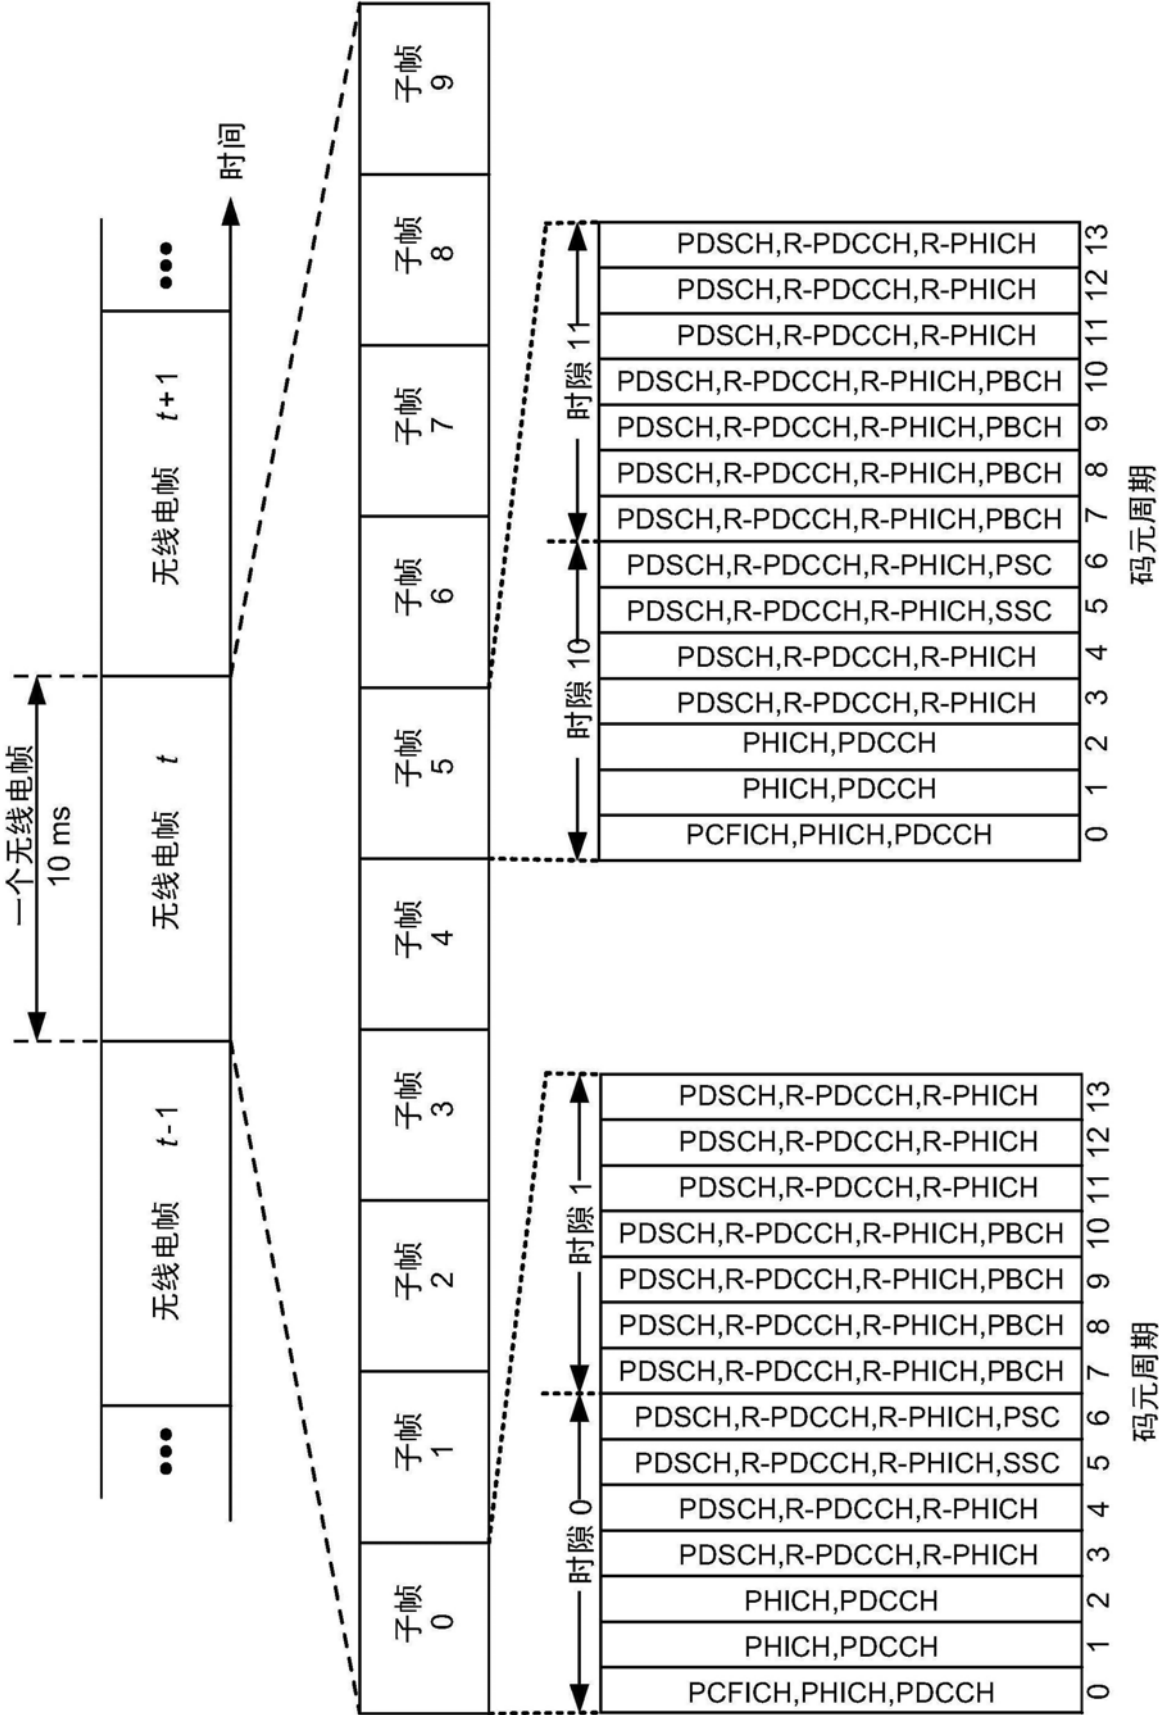 一个无线电帧
10 ms
•••
无线电帧 t-1
无线电帧 t
无线电帧 t+1
•••
时间
子帧 0
子帧 1
子帧 2
子帧 3
子帧 4
子帧 5
子帧 6
子帧 7
子帧 8
子帧 9
时隙 0
时隙 1
PCFICH,PHICH,PDCCH
PHICH,PDCCH
PHICH,PDCCH
PDSCH,R-PDCCH,R-PHICH
PDSCH,R-PDCCH,R-PHICH
PDSCH,R-PDCCH,R-PHICH,SSC
PDSCH,R-PDCCH,R-PHICH,PSC
PDSCH,R-PDCCH,R-PHICH,PBCH
PDSCH,R-PDCCH,R-PHICH,PBCH
PDSCH,R-PDCCH,R-PHICH,PBCH
PDSCH,R-PDCCH,R-PHICH,PBCH
PDSCH,R-PDCCH,R-PHICH
PDSCH,R-PDCCH,R-PHICH
PDSCH,R-PDCCH,R-PHICH
0 1 2 3 4 5 6 7 8 9 10 11 12 13
码元周期
时隙 10
时隙 11
PCFICH,PHICH,PDCCH
PHICH,PDCCH
PHICH,PDCCH
PDSCH,R-PDCCH,R-PHICH
PDSCH,R-PDCCH,R-PHICH
PDSCH,R-PDCCH,R-PHICH,SSC
PDSCH,R-PDCCH,R-PHICH,PSC
PDSCH,R-PDCCH,R-PHICH,PBCH
PDSCH,R-PDCCH,R-PHICH,PBCH
PDSCH,R-PDCCH,R-PHICH,PBCH
PDSCH,R-PDCCH,R-PHICH,PBCH
PDSCH,R-PDCCH,R-PHICH
PDSCH,R-PDCCH,R-PHICH
PDSCH,R-PDCCH,R-PHICH
0 1 2 3 4 5 6 7 8 9 10 11 12 13
码元周期